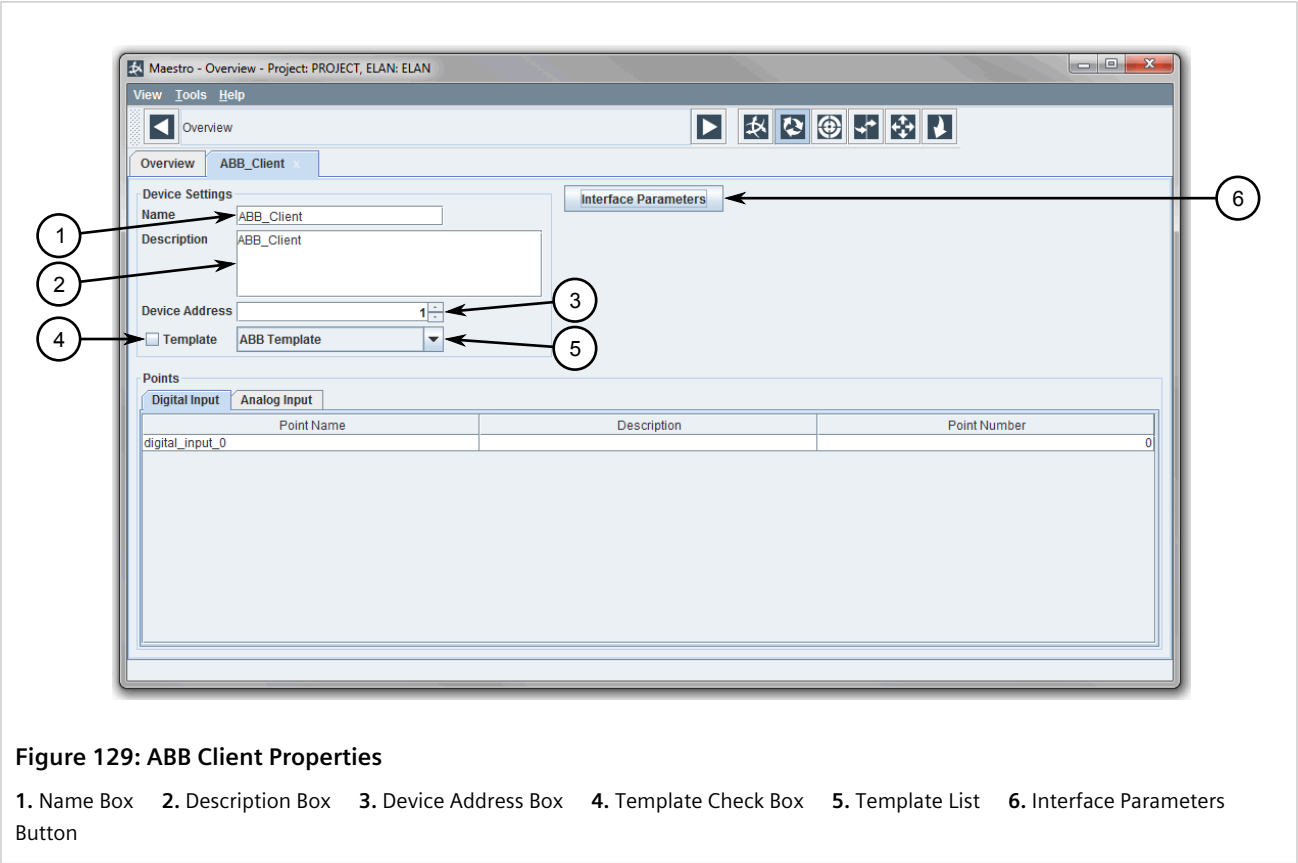 Maestro - Overview - Project: PROJECT, ELAN: ELAN
View Tools Help
Overview
Overview ABB_Client x
Device Settings
Interface Parameters
6
Name ABB_Client
1
Description ABB_Client
2
Device Address 1
3
4
Template ABB Template
5
Points
Digital Input Analog Input
Point Name Description Point Number
digital_input_0 0
Figure 129: ABB Client Properties
1. Name Box 2. Description Box 3. Device Address Box 4. Template Check Box 5. Template List 6. Interface Parameters
Button